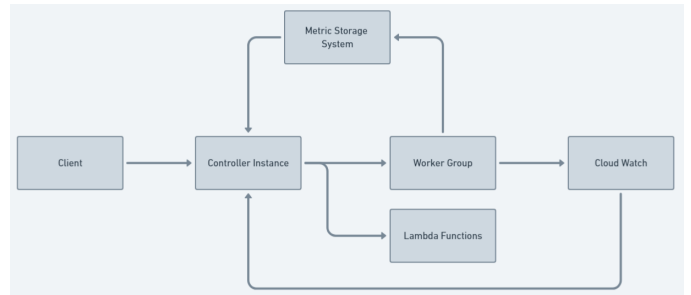 Metric Storage
System
Client
Controller Instance
Worker Group
Cloud Watch
Lambda Functions